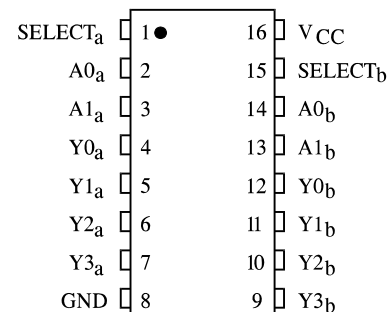 SELECTa 1 16 VCC
A0a 2 15 SELECTb
A1a 3 14 A0b
Y0a 4 13 A1b
Y1a 5 12 Y0b
Y2a 6 11 Y1b
Y3a 7 10 Y2b
GND 8 9 Y3b